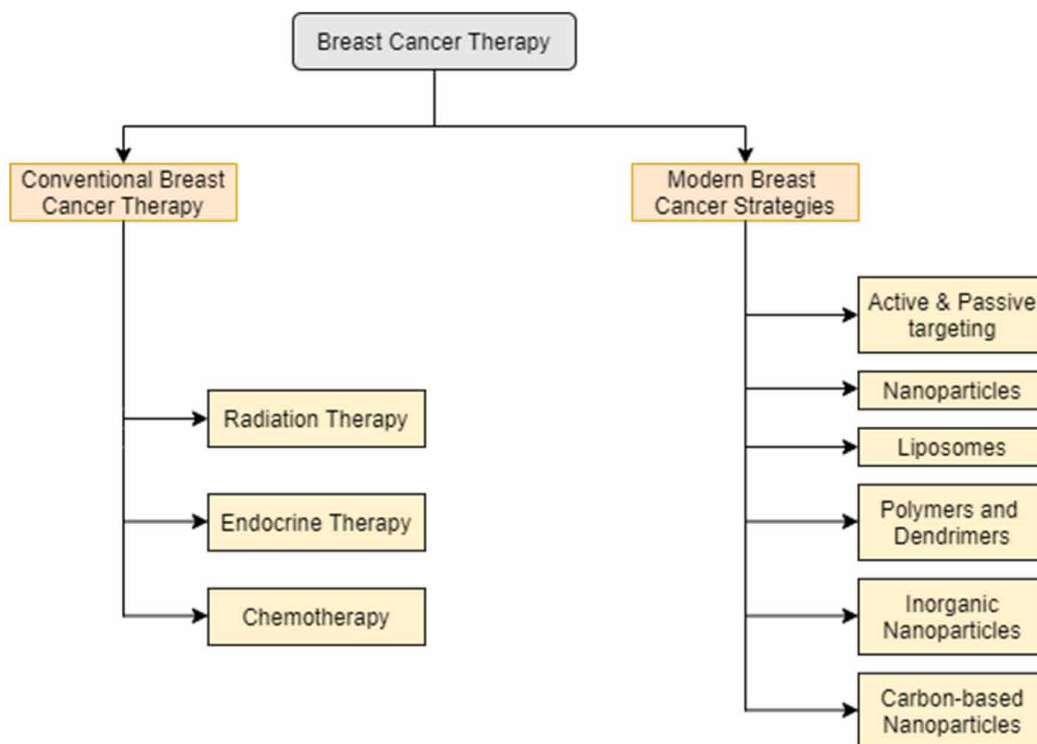 Breast Cancer Therapy
Conventional Breast
Cancer Therapy
Radiation Therapy
Endocrine Therapy
Chemotherapy
Modern Breast
Cancer Strategies
Active & Passive
targeting
Nanoparticles
Liposomes
Polymers and
Dendrimers
Inorganic
Nanoparticles
Carbon-based
Nanoparticles